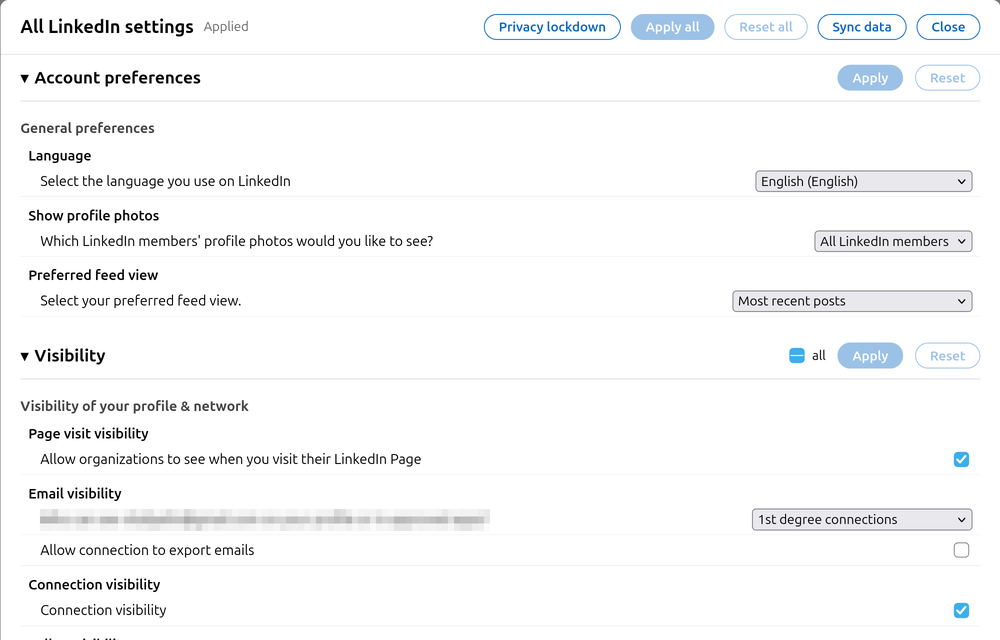 All LinkedIn settings Applied Privacy lockdown Apply all Reset all Sync data Close
▾ Account preferences Apply Reset
General preferences
Language
Select the language you use on LinkedIn English (English)
Show profile photos
Which LinkedIn members' profile photos would you like to see? All LinkedIn members
Preferred feed view
Select your preferred feed view. Most recent posts
▾ Visibility all Apply Reset
Visibility of your profile & network
Page visit visibility
Allow organizations to see when you visit their LinkedIn Page
Email visibility
1st degree connections
Allow connection to export emails
Connection visibility
Connection visibility